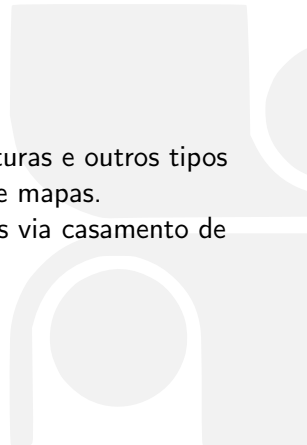 turas e outros tipos
e mapas.
s via casamento de